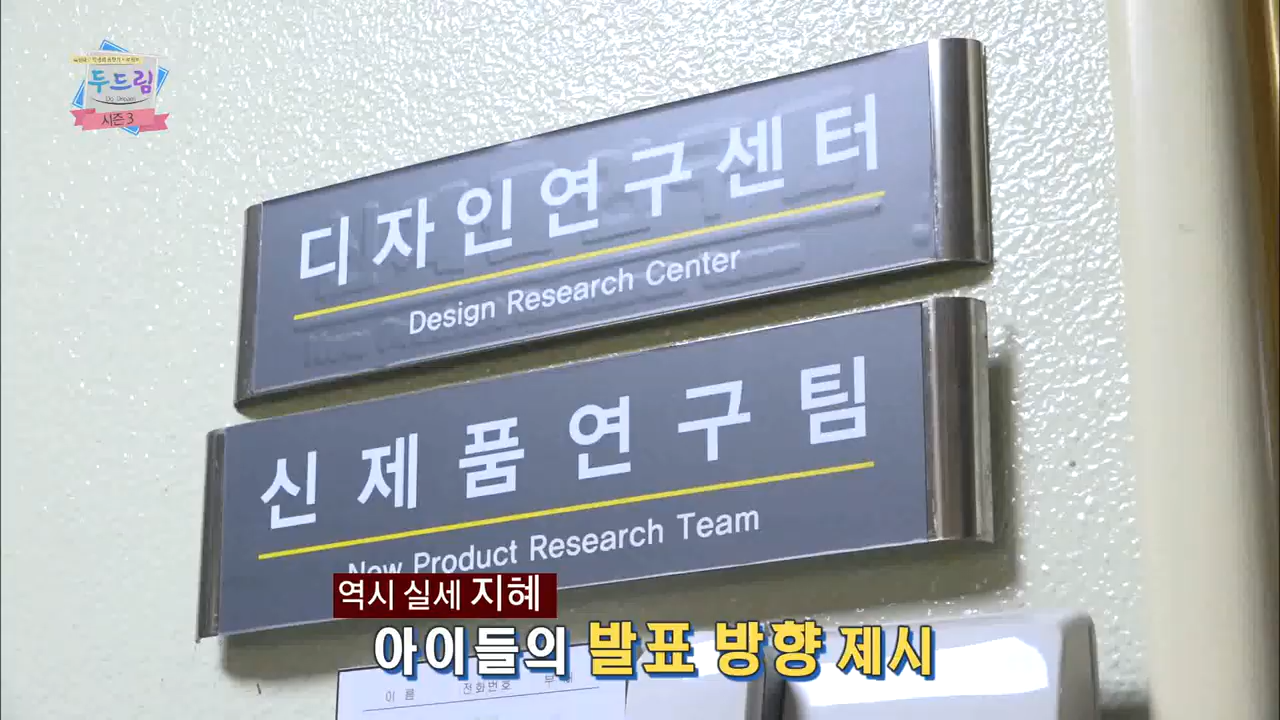 두드림
Do Dream
시즌 3
디자인연구센터
Design Research Center
신제품연구팀
New Product Research Team
역시 실세 지혜
아이들의 발표 방향 제시
이 름 전화번호